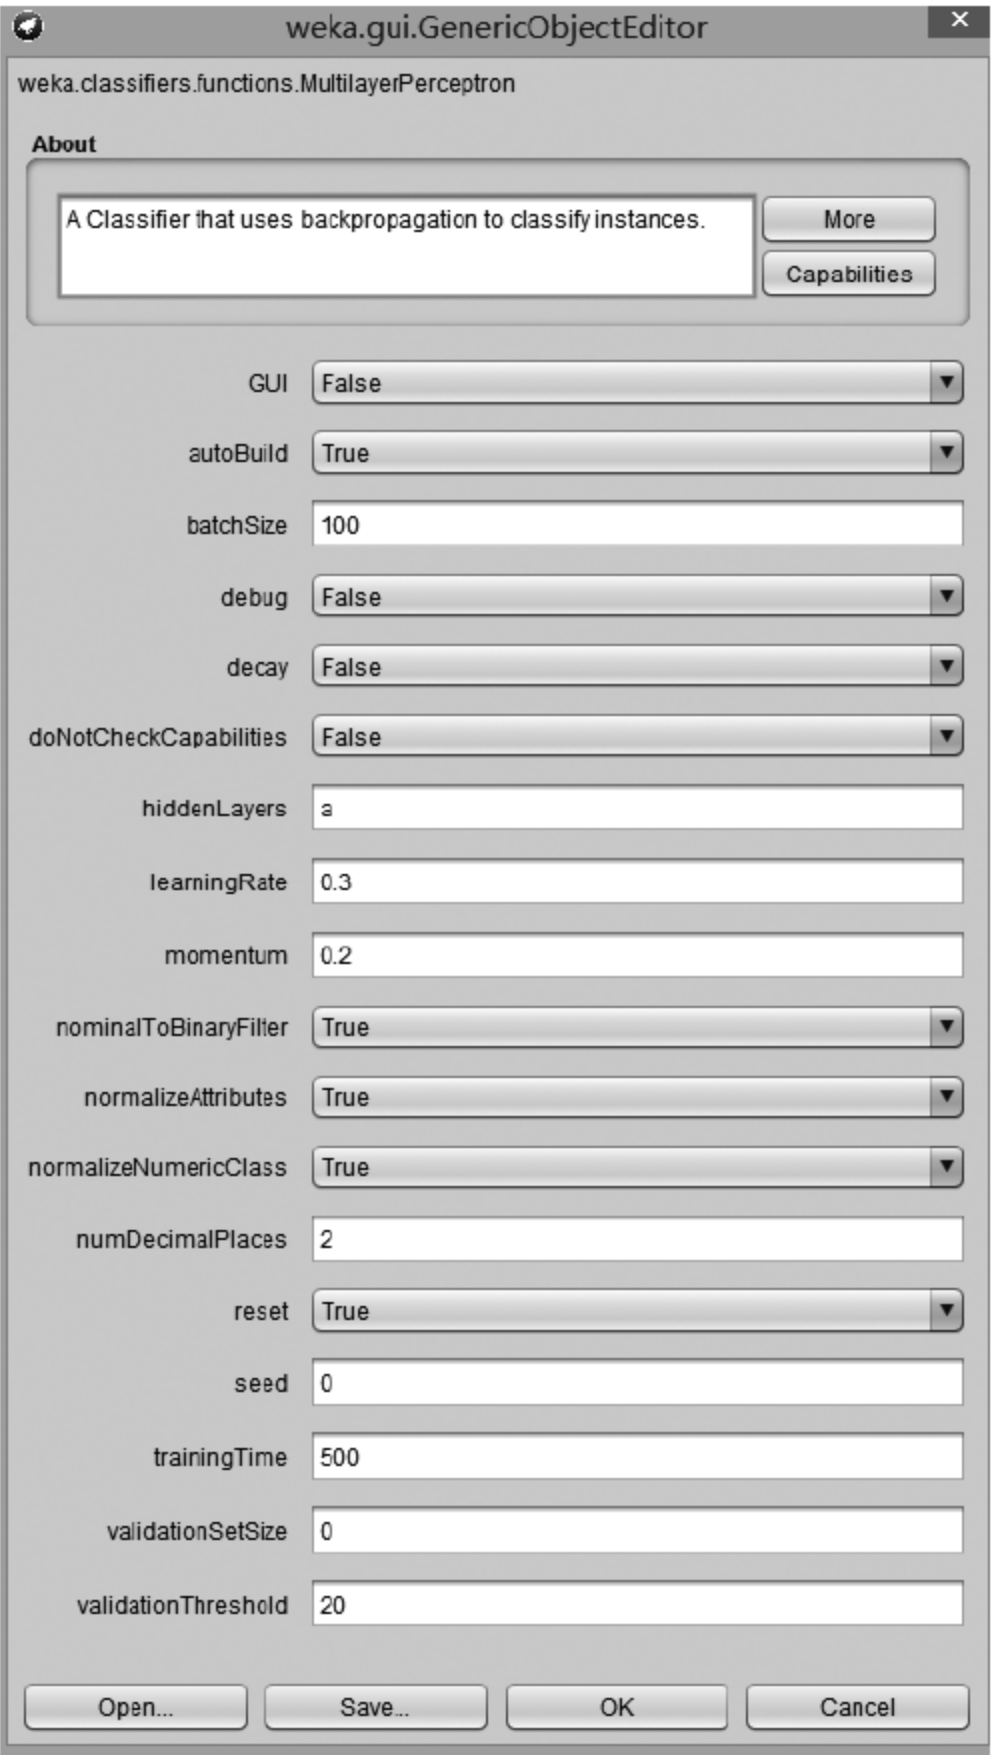 weka.gui.GenericObjectEditor
weka.classifiers.functions.MultilayerPerceptron
About
A Classifier that uses backpropagation to classify instances.
More
Capabilities
GUI False
autoBuild True
batchSize 100
debug False
decay False
doNotCheckCapabilities False
hiddenLayers a
learningRate 0.3
momentum 0.2
nominalToBinaryFilter True
normalizeAttributes True
normalizeNumericClass True
numDecimalPlaces 2
reset True
seed 0
trainingTime 500
validationSetSize 0
validationThreshold 20
Open... Save... OK Cancel